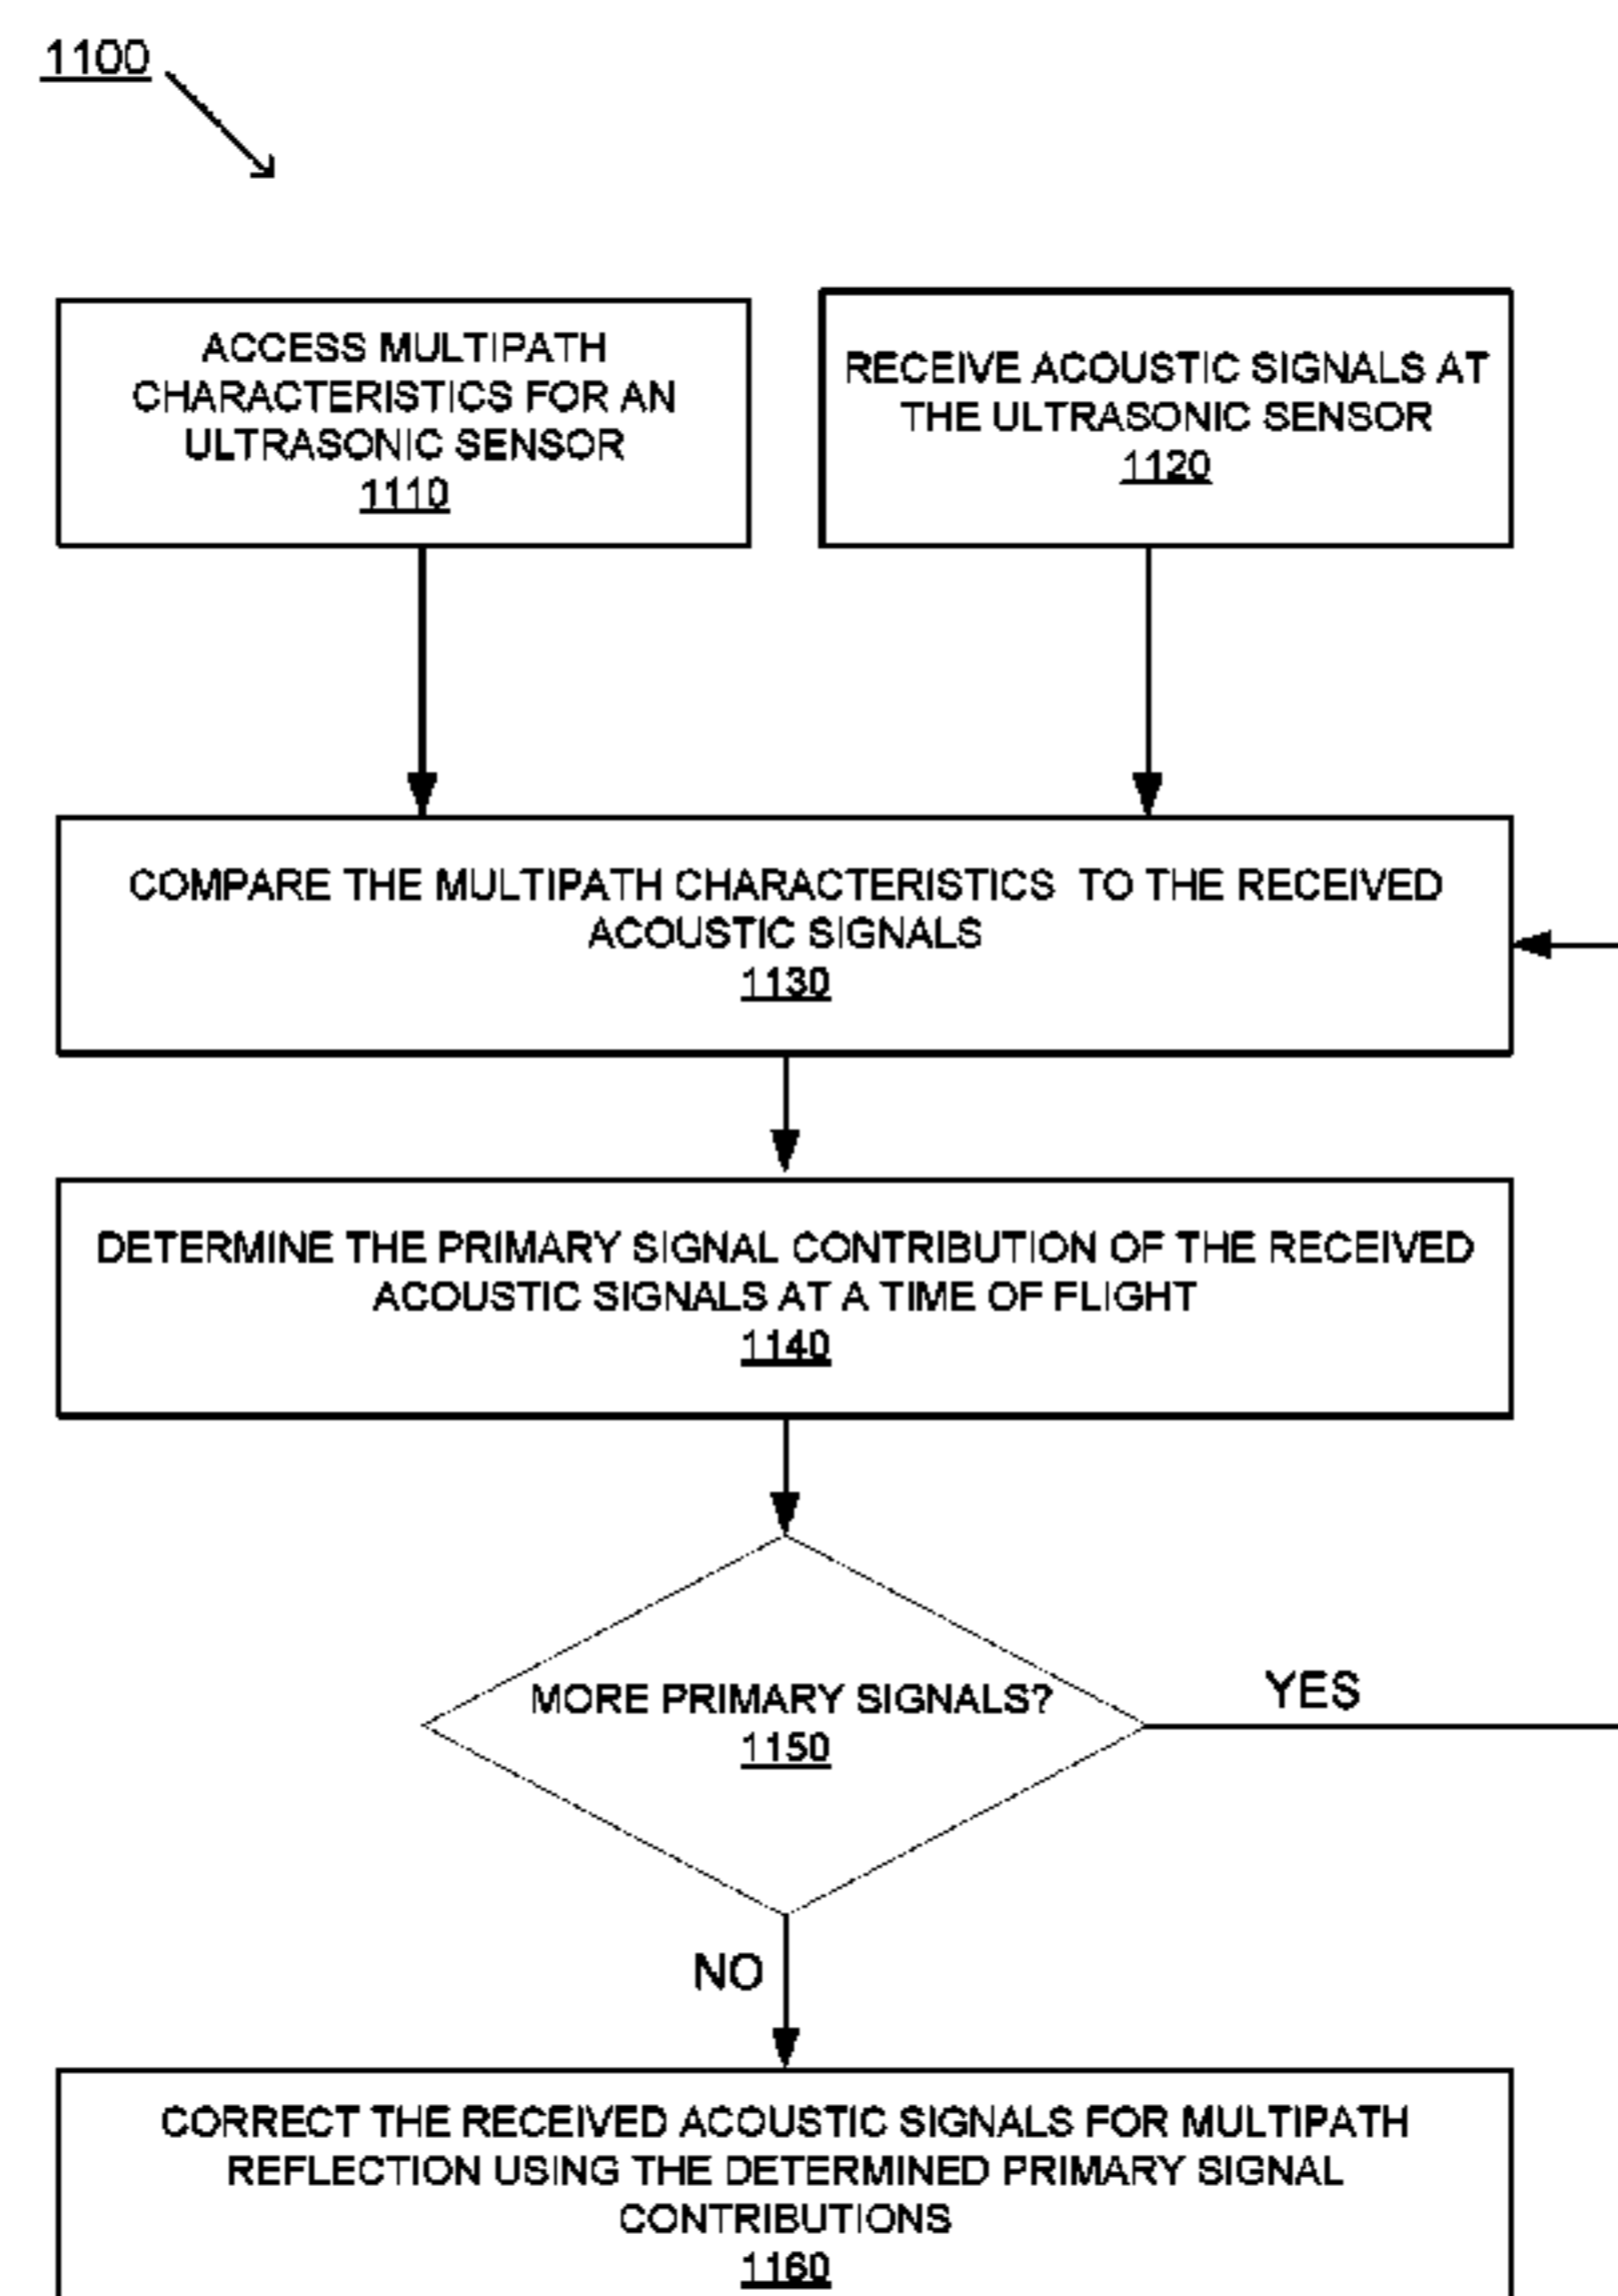 1100
ACCESS MULTIPATH
CHARACTERISTICS FOR AN
ULTRASONIC SENSOR
1110
RECEIVE ACOUSTIC SIGNALS AT
THE ULTRASONIC SENSOR
1120
COMPARE THE MULTIPATH CHARACTERISTICS TO THE RECEIVED
ACOUSTIC SIGNALS
1130
DETERMINE THE PRIMARY SIGNAL CONTRIBUTION OF THE RECEIVED
ACOUSTIC SIGNALS AT A TIME OF FLIGHT
1140
MORE PRIMARY SIGNALS?
1150
YES
NO
CORRECT THE RECEIVED ACOUSTIC SIGNALS FOR MULTIPATH
REFLECTION USING THE DETERMINED PRIMARY SIGNAL
CONTRIBUTIONS
1160